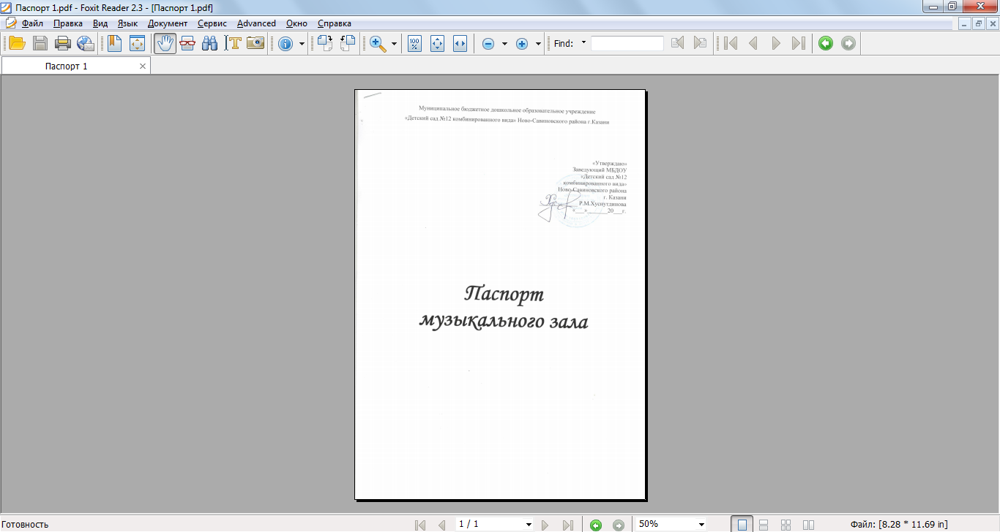 Паспорт 1.pdf - Foxit Reader 2.3 - [Паспорт 1.pdf]
Файл Правка Вид Язык Документ Сервис Advanced Окно Справка
100 % Find:
Паспорт 1
Муниципальное бюджетное дошкольное образовательное учреждение
«Детский сад №12 комбинированного вида» Ново-Савиновского района г.Казани
«Утверждаю»
Заведующий МБДОУ
«Детский сад №12
комбинированного вида»
Ново-Савиновского района
г. Казани
Р.М.Хуснутдинова
«___»_______20___г.
Паспорт
музыкального зала
Готовность 1 / 1 50% Файл: [8.28 * 11.69 in]